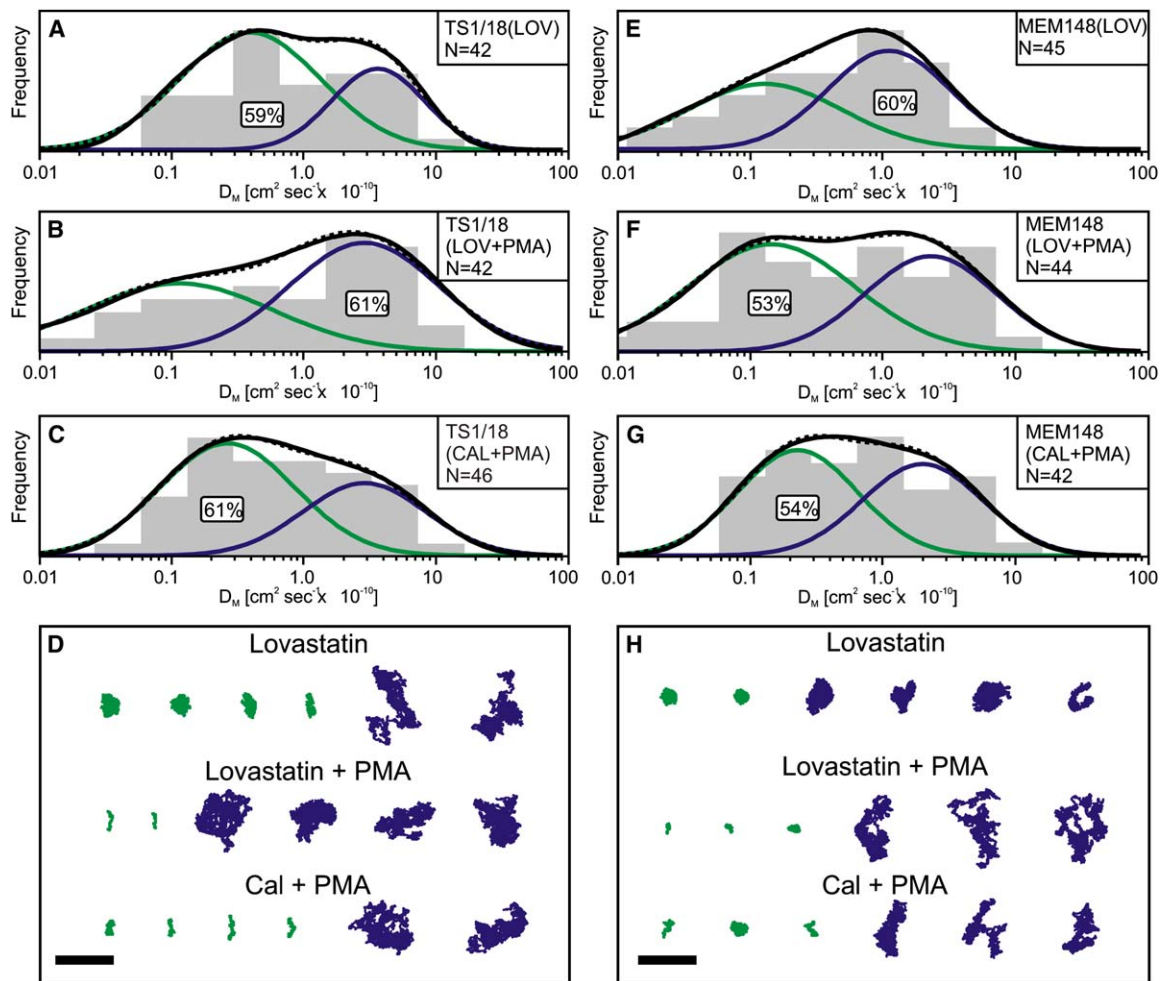 A
TS1/18(LOV)
N=42
Frequency
59%
0.01 0.1 1.0 10 100
D_M [cm² sec⁻¹x 10⁻¹⁰]
B
TS1/18
(LOV+PMA)
N=42
Frequency
61%
0.01 0.1 1.0 10 100
D_M [cm² sec⁻¹x 10⁻¹⁰]
C
TS1/18
(CAL+PMA)
N=46
Frequency
61%
0.01 0.1 1.0 10 100
D_M [cm² sec⁻¹x 10⁻¹⁰]
D
Lovastatin
Lovastatin + PMA
Cal + PMA
E
MEM148(LOV)
N=45
Frequency
60%
0.01 0.1 1.0 10 100
D_M [cm² sec⁻¹x 10⁻¹⁰]
F
MEM148
(LOV+PMA)
N=44
Frequency
53%
0.01 0.1 1.0 10 100
D_M [cm² sec⁻¹x 10⁻¹⁰]
G
MEM148
(CAL+PMA)
N=42
Frequency
54%
0.01 0.1 1.0 10 100
D_M [cm² sec⁻¹x 10⁻¹⁰]
H
Lovastatin
Lovastatin + PMA
Cal + PMA